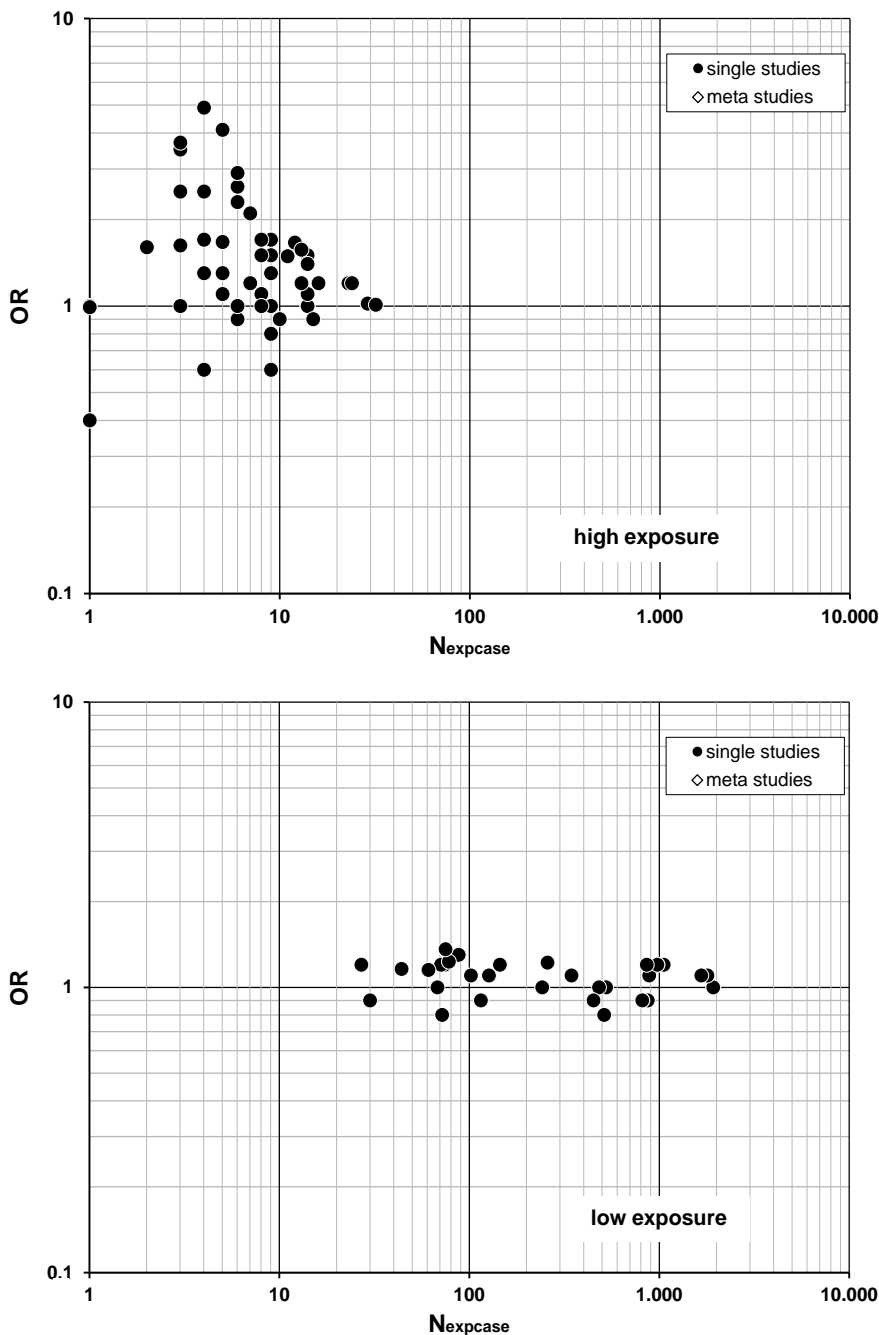 10
● single studies
◇ meta studies
OR
1
high exposure
0.1
1 10 100 1.000 10.000
Nexpcase
10
● single studies
◇ meta studies
OR
1
low exposure
0.1
1 10 100 1.000 10.000
Nexpcase